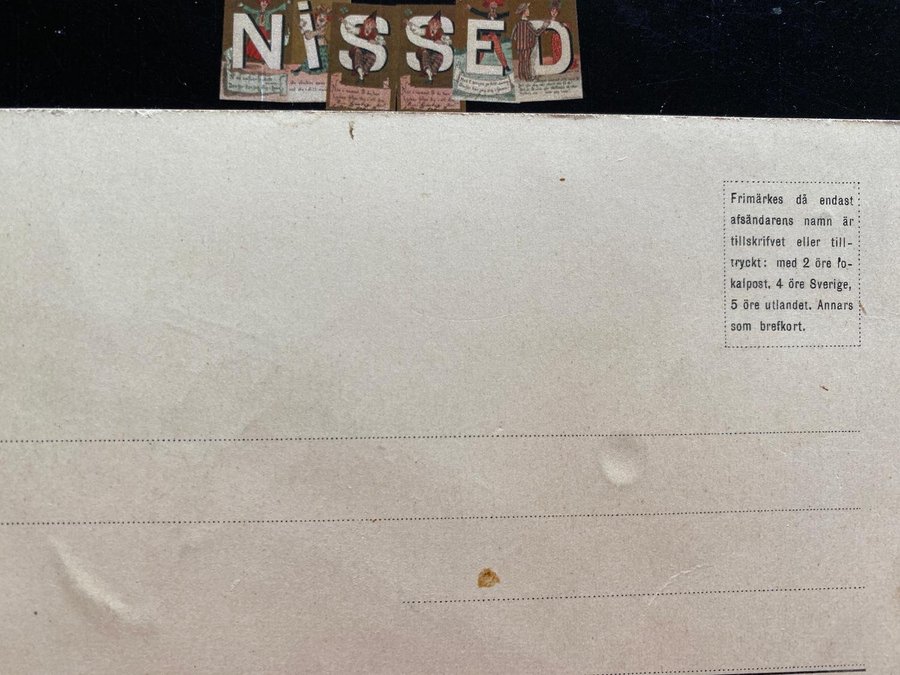 NiSSED
Frimärkes då endast
afsändarens namn är
tillskrifvet eller till-
tryckt: med 2 öre lo-
kalpost, 4 öre Sverige,
5 öre utlandet. Annars
som brefkort.